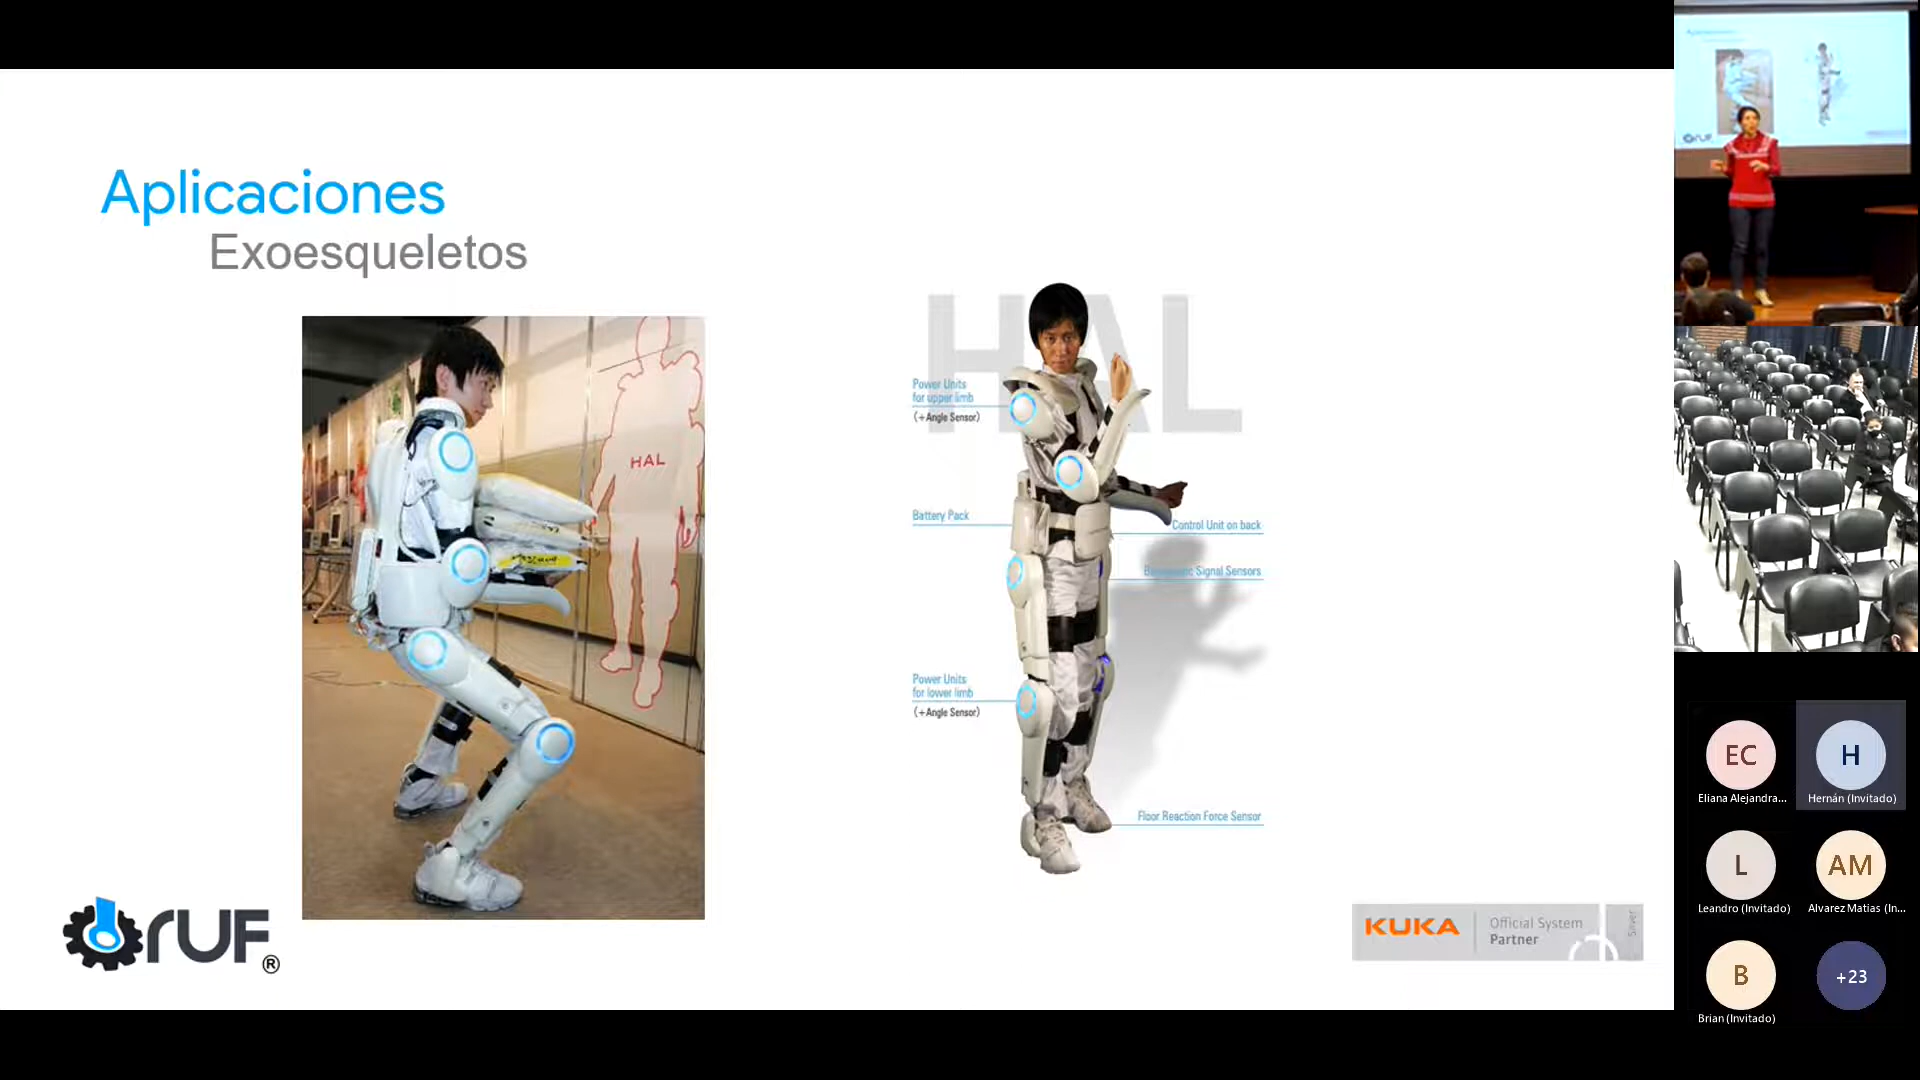 Aplicaciones
Exoesqueletos
HAL
HAL
Power Units
for upper limb
(+Angle Sensor)
Battery Pack
Control Unit on back
Signal Sensors
Power Units
for lower limb
(+Angle Sensor)
Floor Reaction Force Sensor
ruf
®
KUKA
Official System
Partner
Silver
EC
H
Eliana Alejandra...
Hernán (Invitado)
L
AM
Leandro (Invitado)
Alvarez Matias (In...
B
+23
Brian (Invitado)